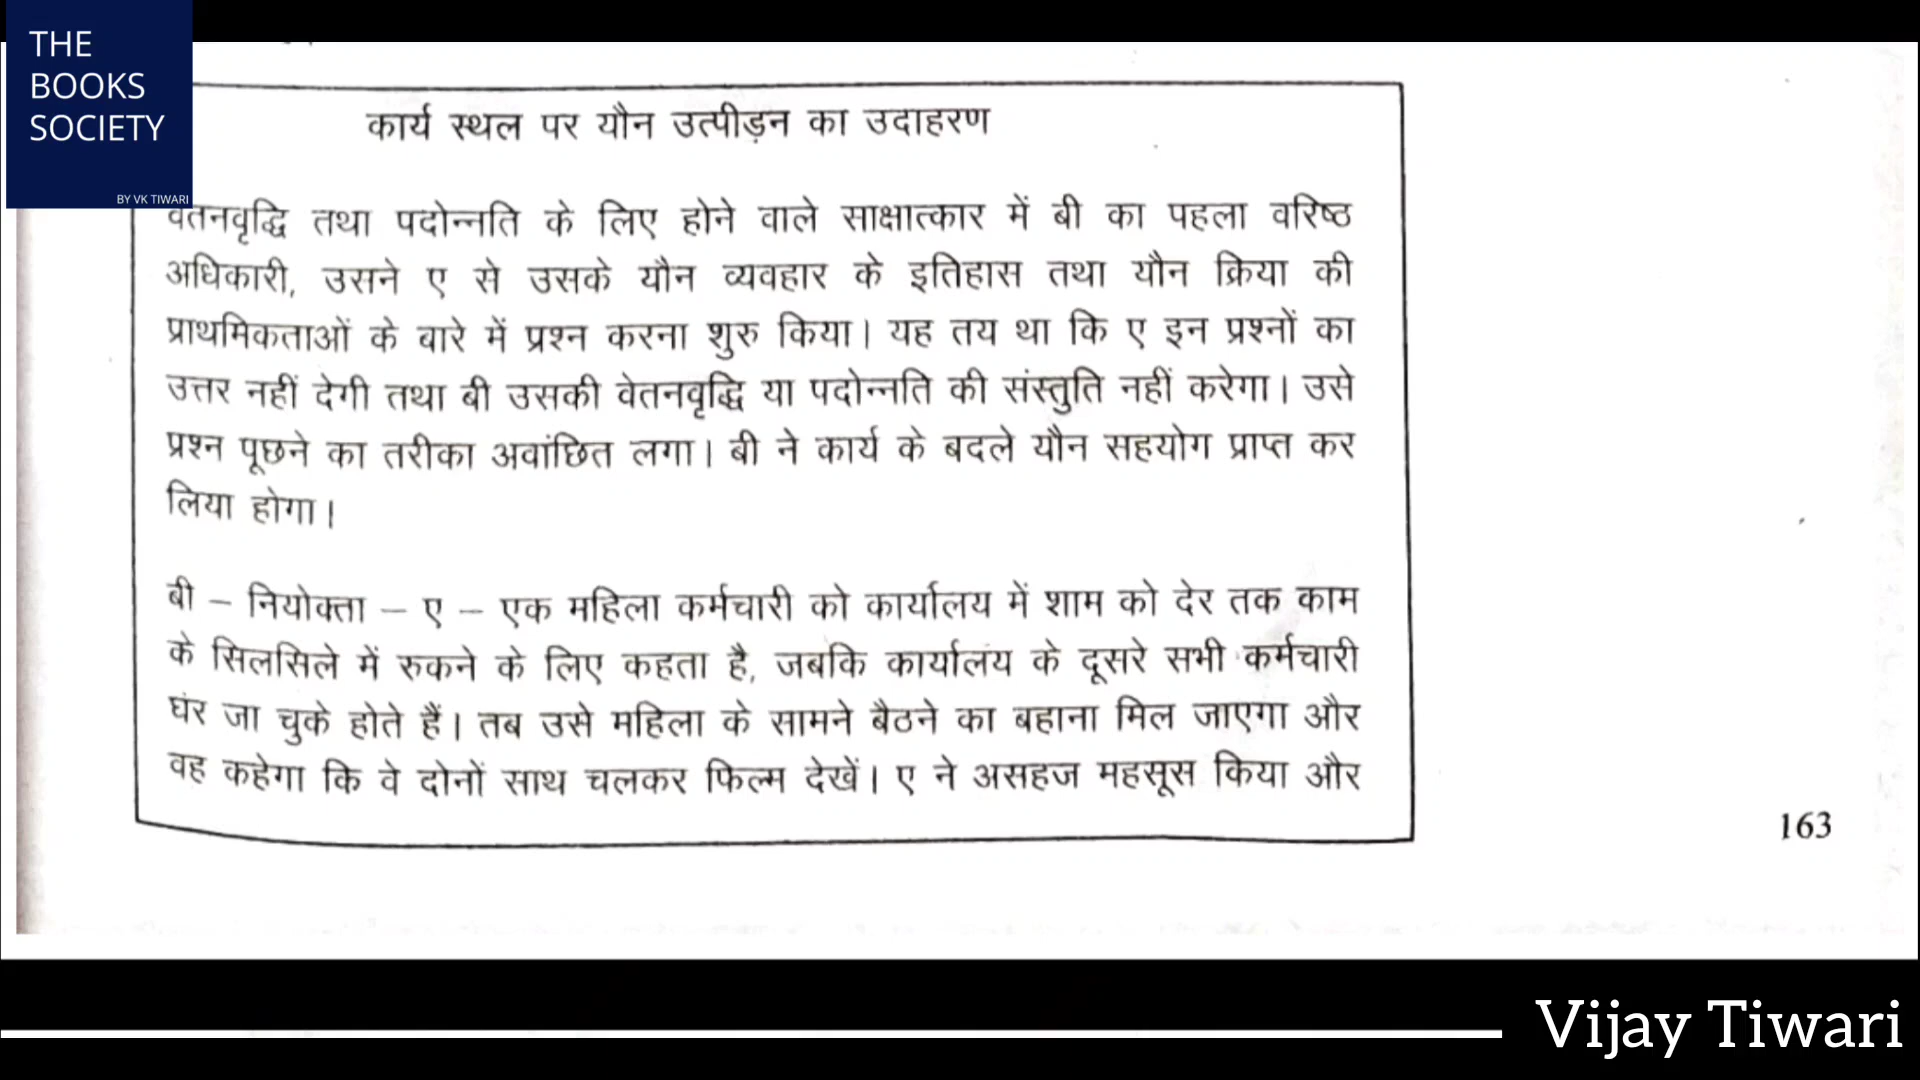 THE
BOOKS
SOCIETY
BY VK TIWARI
कार्य स्थल पर यौन उत्पीड़न का उदाहरण
वेतनवृद्धि तथा पदोन्नति के लिए होने वाले साक्षात्कार में बी का पहला वरिष्ठ
अधिकारी, उसने ए से उसके यौन व्यवहार के इतिहास तथा यौन क्रिया की
प्राथमिकताओं के बारे में प्रश्न करना शुरु किया। यह तय था कि ए इन प्रश्नों का
उत्तर नहीं देगी तथा बी उसकी वेतनवृद्धि या पदोन्नति की संस्तुति नहीं करेगा। उसे
प्रश्न पूछने का तरीका अवांछित लगा। बी ने कार्य के बदले यौन सहयोग प्राप्त कर
लिया होगा।
बी – नियोक्ता – ए – एक महिला कर्मचारी को कार्यालय में शाम को देर तक काम
के सिलसिले में रुकने के लिए कहता है, जबकि कार्यालय के दूसरे सभी कर्मचारी
घर जा चुके होते हैं। तब उसे महिला के सामने बैठने का बहाना मिल जाएगा और
वह कहेगा कि वे दोनों साथ चलकर फिल्म देखें। ए ने असहज महसूस किया और
163
Vijay Tiwari